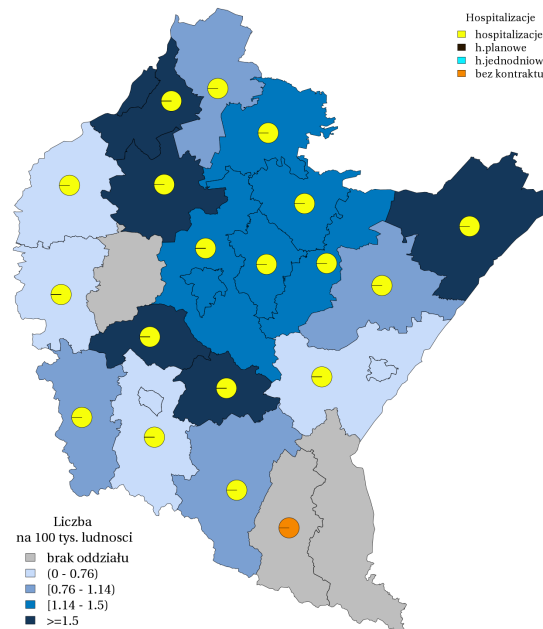 Hospitalizacje
hospitalizacje
h.planowe
h.jednodniow
bez kontraktu
Liczba
na 100 tys. ludnosci
brak oddziału
(0 - 0.76)
[0.76 - 1.14)
[1.14 - 1.5)
>=1.5